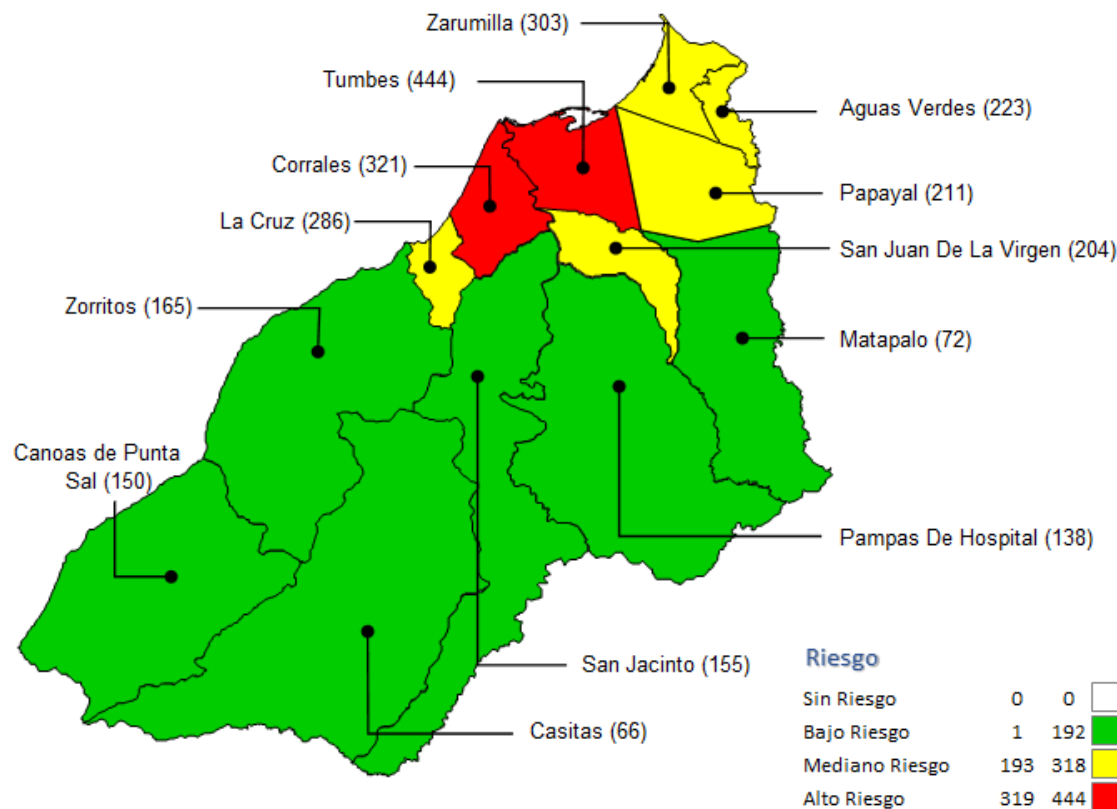 Zarumilla (303)
Tumbes (444)
Aguas Verdes (223)
Corrales (321)
Papayal (211)
La Cruz (286)
San Juan De La Virgen (204)
Zorritos (165)
Matapalo (72)
Canoas de Punta
Sal (150)
Pampas De Hospital (138)
San Jacinto (155)
Casitas (66)
Riesgo
Sin Riesgo 0 0
Bajo Riesgo 1 192
Mediano Riesgo 193 318
Alto Riesgo 319 444